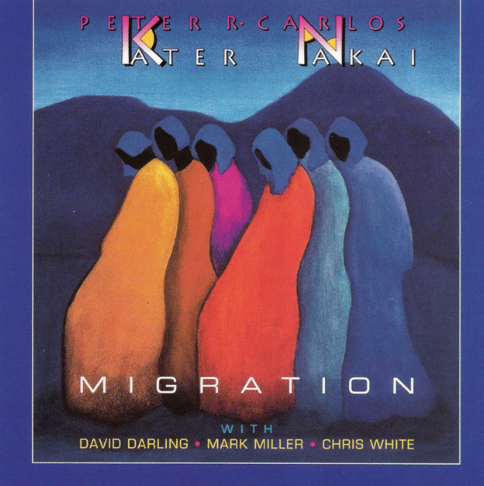 PETER R. CARLOS
KATER NAKAI
MIGRATION
WITH
DAVID DARLING • MARK MILLER • CHRIS WHITE